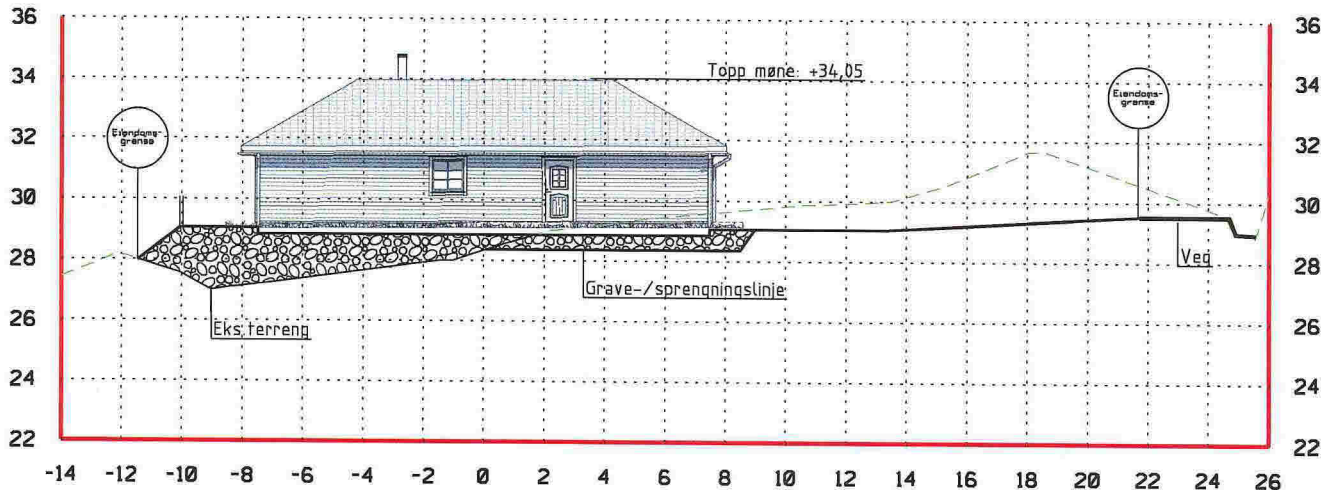 36
34
32
30
28
26
24
22
36
34
32
30
28
26
24
22
Topp møne: +34,05
Eiendoms-
grense
Eiendoms-
grense
Veg
Grave-/sprengningslinje
Eks.terreng
-14 -12 -10 -8 -6 -4 -2 0 2 4 6 8 10 12 14 16 18 20 22 24 26